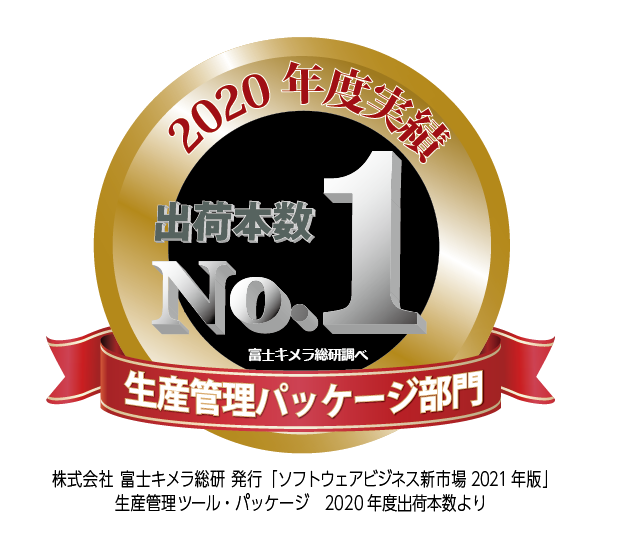 2020 年度実績
出荷本数
No.1
富士キメラ総研調べ
生産管理パッケージ部門
株式会社 富士キメラ総研 発行「ソフトウェアビジネス新市場 2021 年版」
生産管理ツール・パッケージ　2020 年度出荷本数より